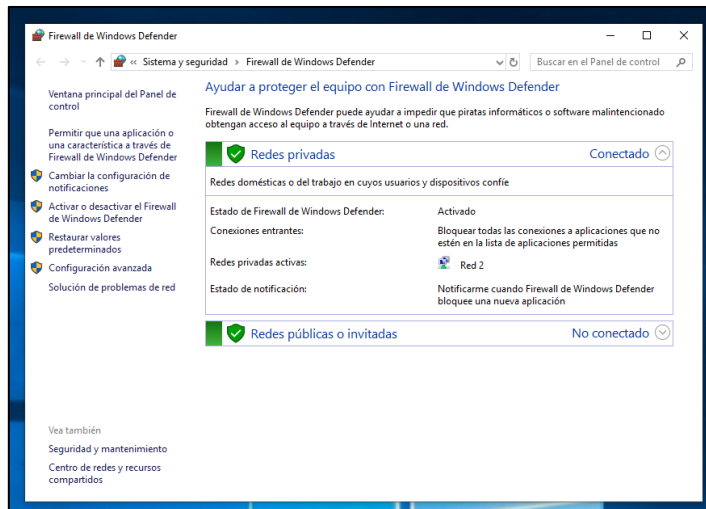 Firewall de Windows Defender
« Sistema y seguridad › Firewall de Windows Defender
Buscar en el Panel de control
Ventana principal del Panel de
control
Permitir que una aplicación o
una característica a través de
Firewall de Windows Defender
Cambiar la configuración de
notificaciones
Activar o desactivar el Firewall
de Windows Defender
Restaurar valores
predeterminados
Configuración avanzada
Solución de problemas de red
Ayudar a proteger el equipo con Firewall de Windows Defender
Firewall de Windows Defender puede ayudar a impedir que piratas informáticos o software malintencionado
obtengan acceso al equipo a través de Internet o una red.
Redes privadas Conectado
Redes domésticas o del trabajo en cuyos usuarios y dispositivos confíe
Estado de Firewall de Windows Defender: Activado
Conexiones entrantes: Bloquear todas las conexiones a aplicaciones que no
estén en la lista de aplicaciones permitidas
Redes privadas activas: Red 2
Estado de notificación: Notificarme cuando Firewall de Windows Defender
bloquee una nueva aplicación
Redes públicas o invitadas No conectado
Vea también
Seguridad y mantenimiento
Centro de redes y recursos
compartidos